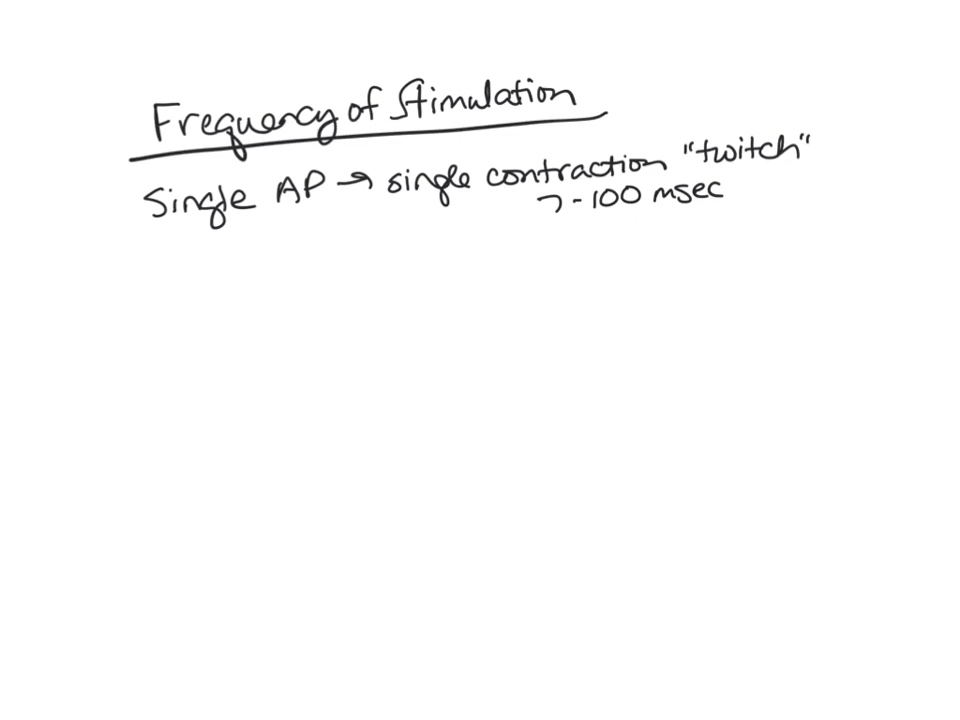 Frequency of Stimulation
Single AP → single contraction "twitch"
7-100 msec